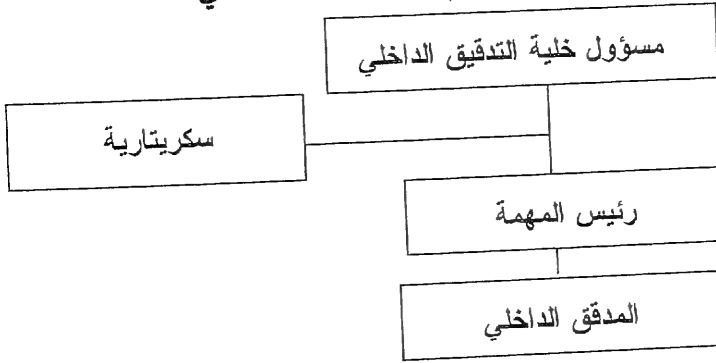 مسؤول خلية التدقيق الداخلي
سكريتارية
رئيس المهمة
المدقق الداخلي